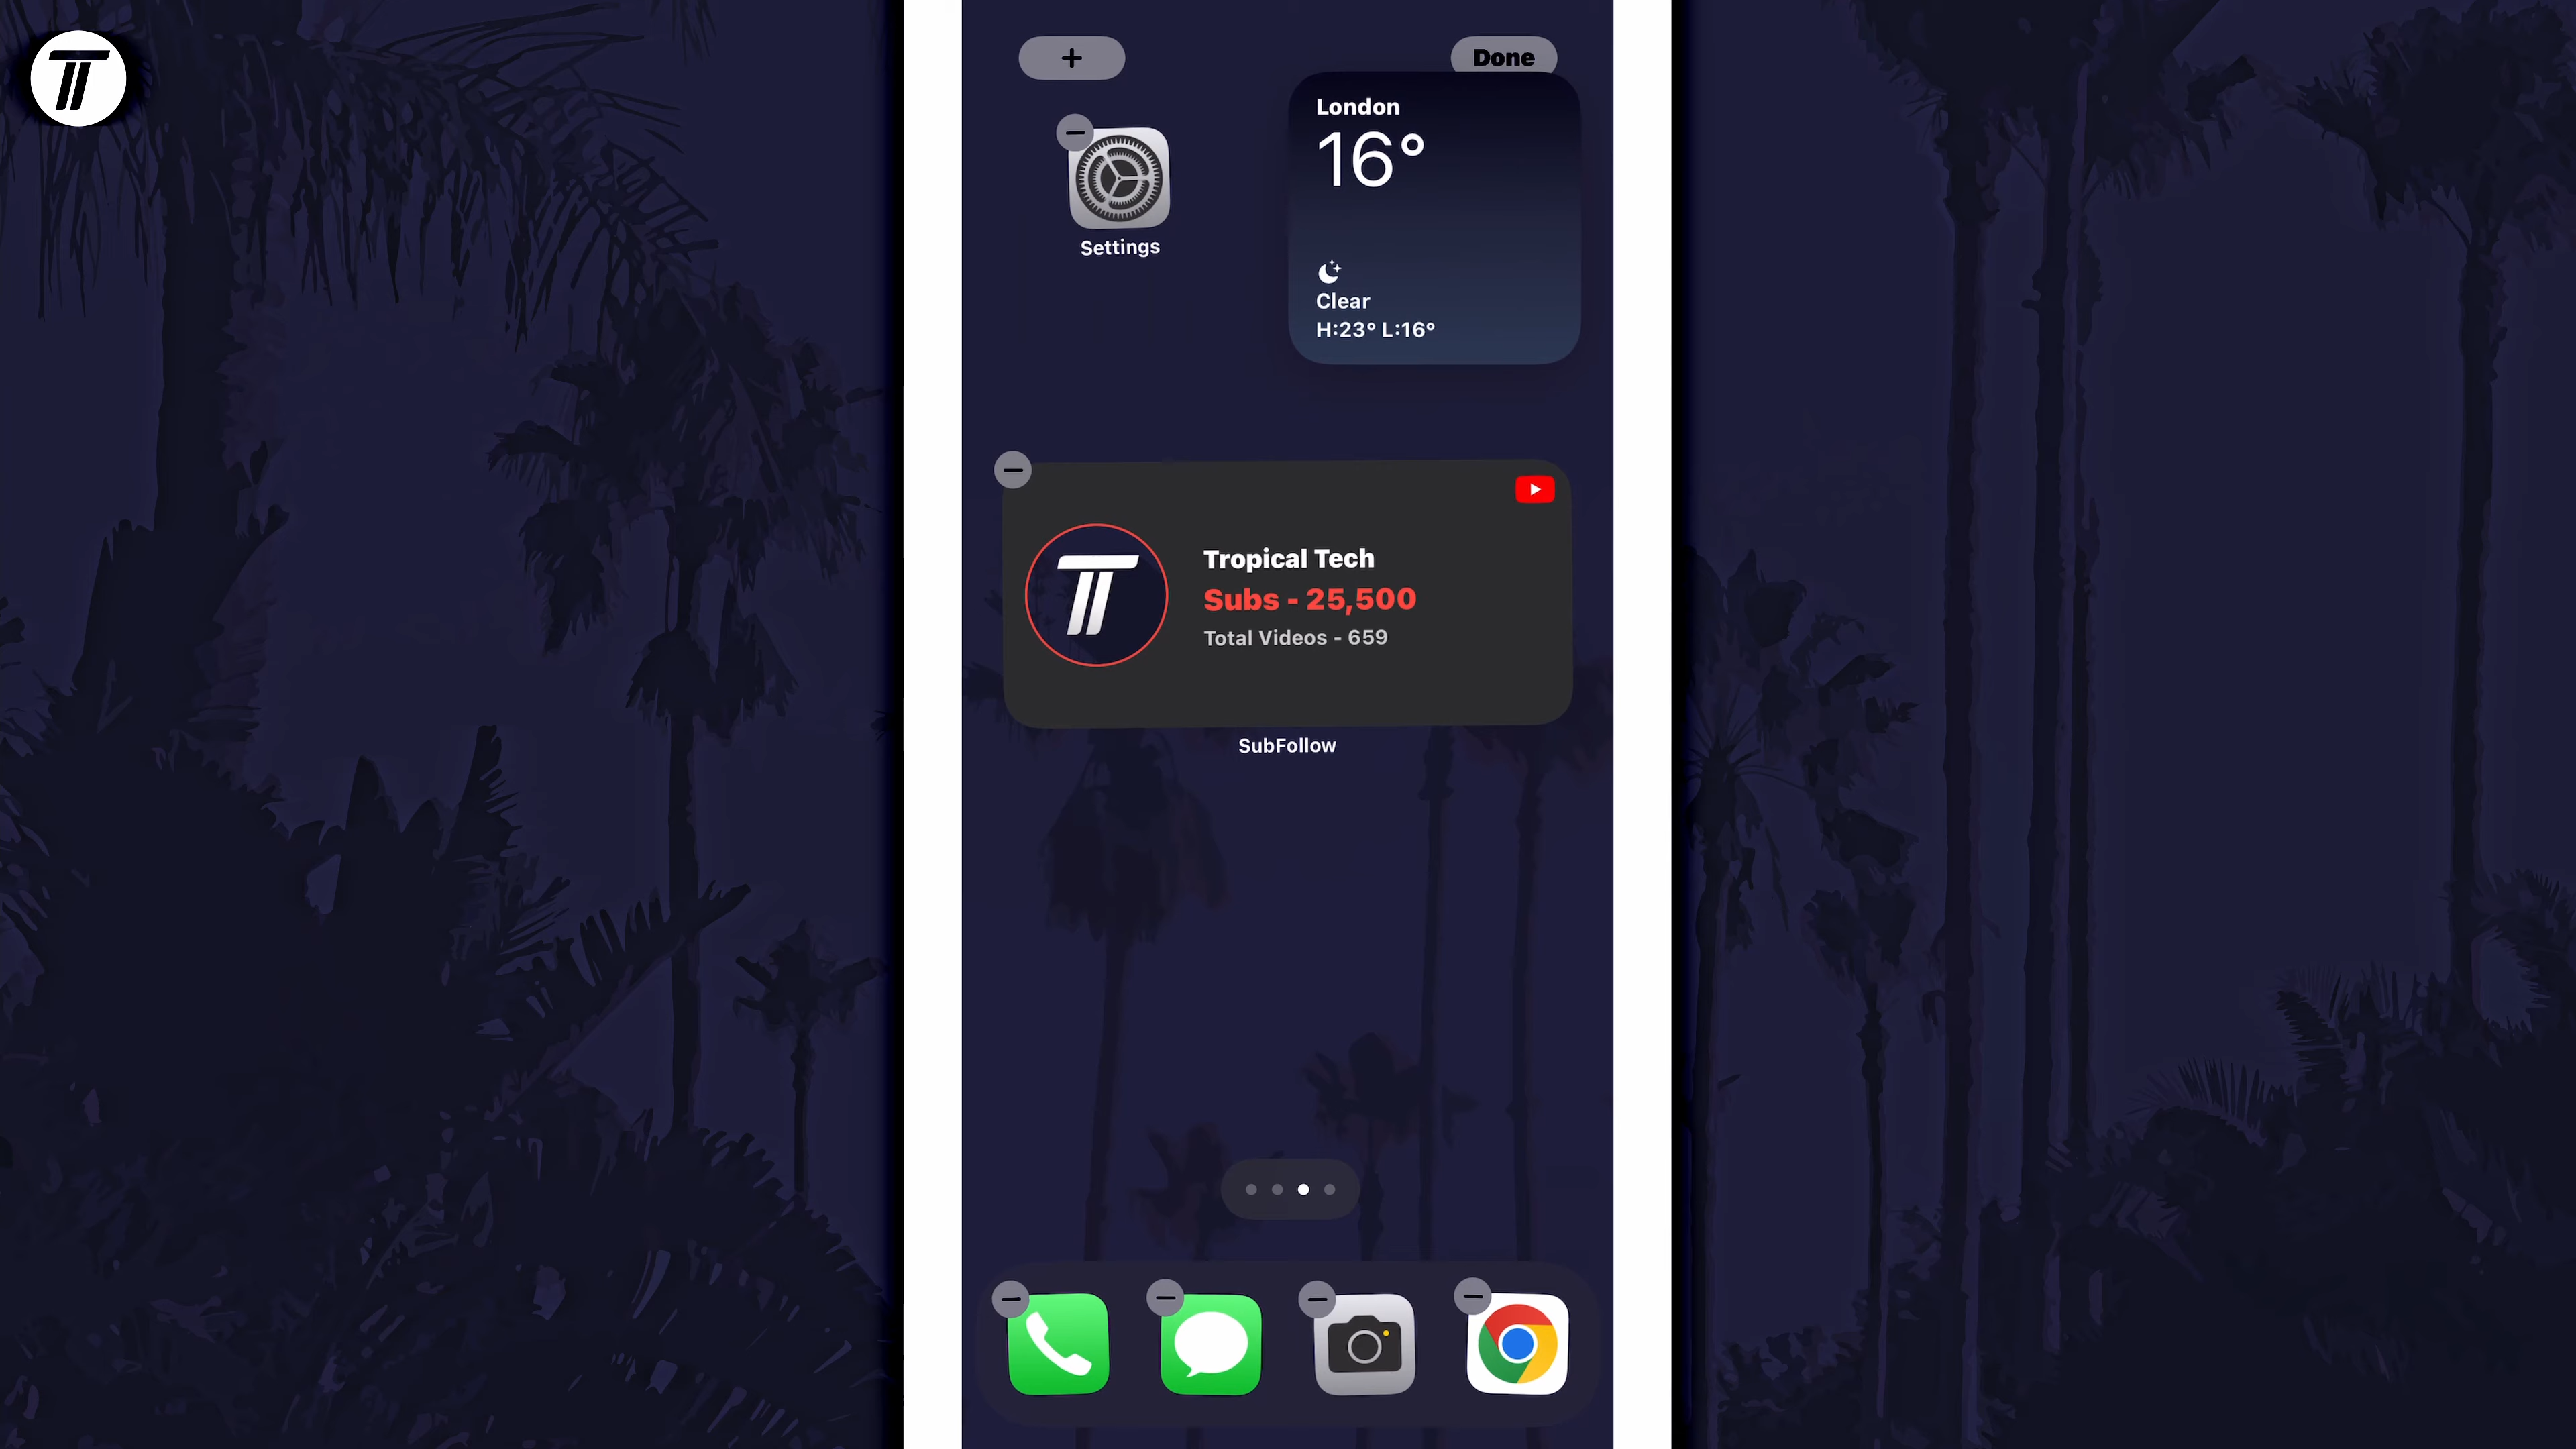 +
Done
London
16°
Clear
H:23° L:16°
Settings
Tropical Tech
Subs - 25,500
Total Videos - 659
SubFollow